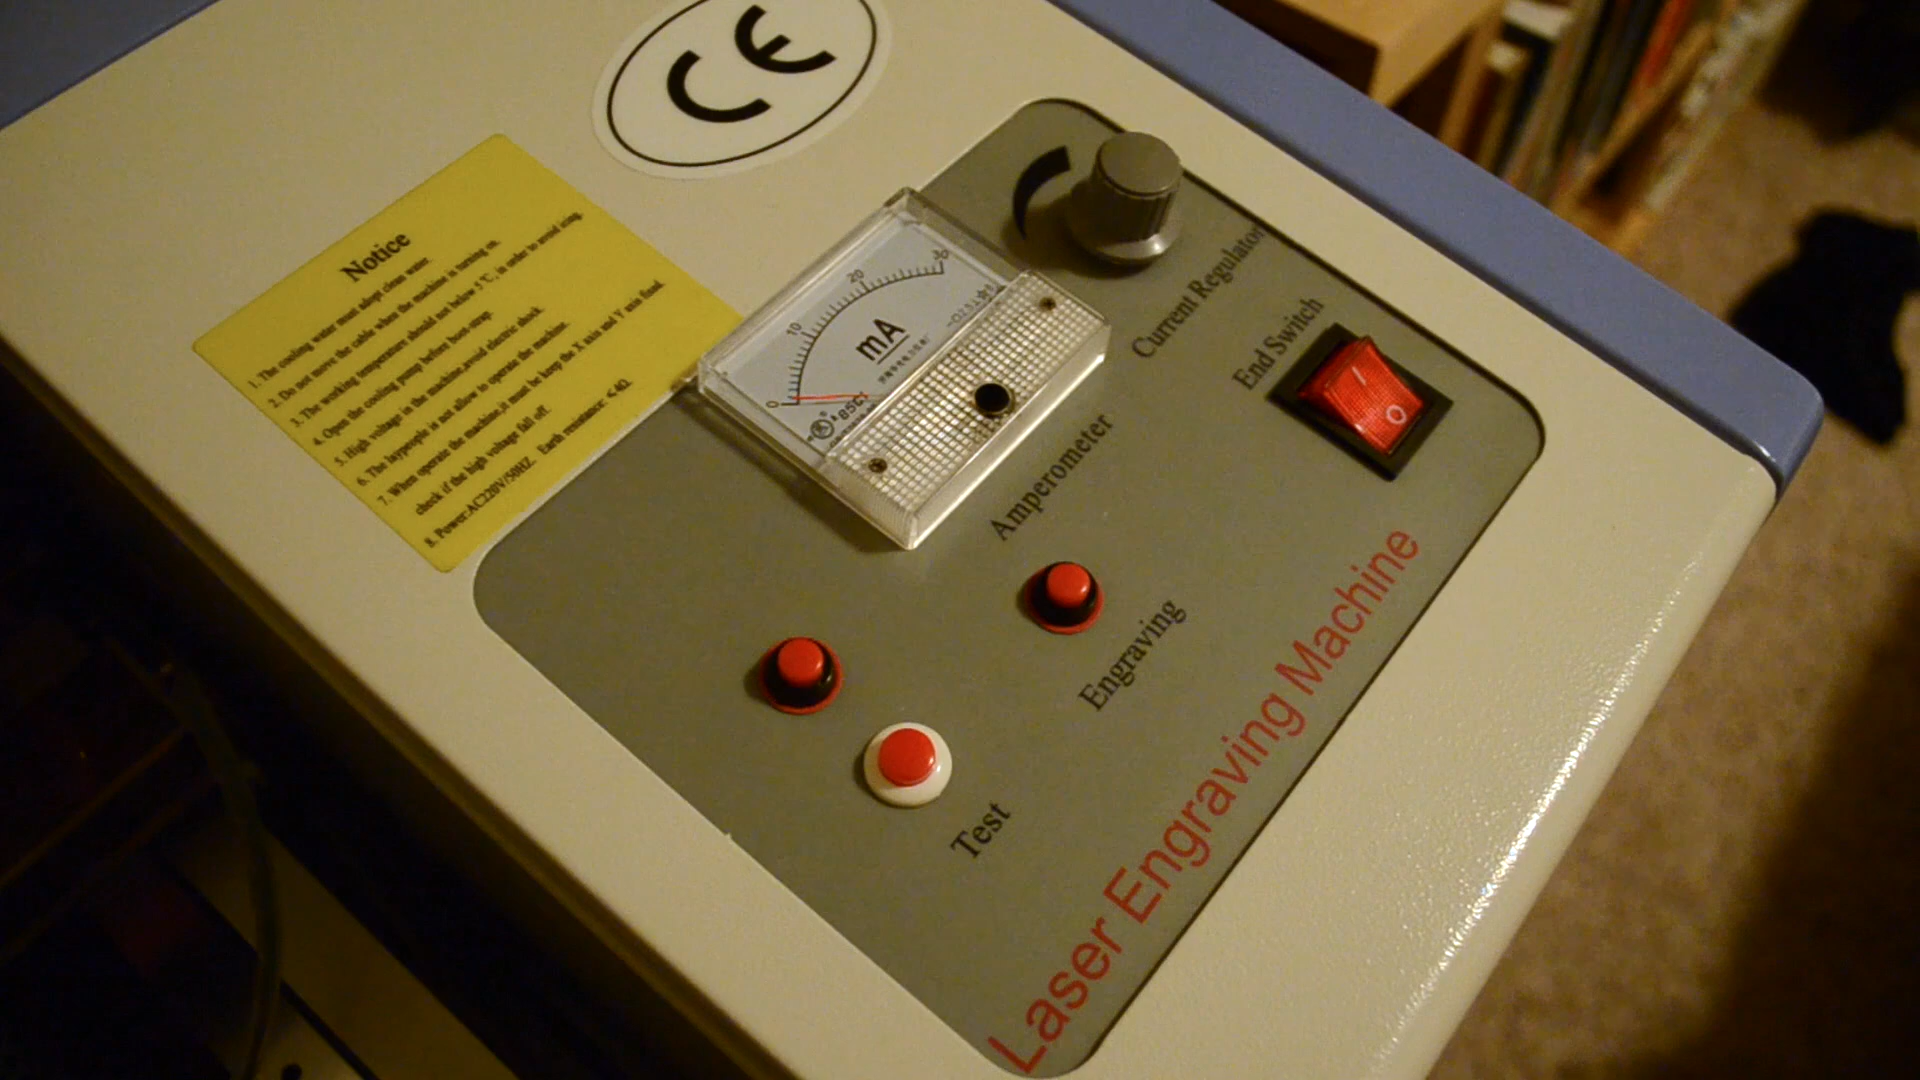 CE
Notice
1. The cooling water must adopt clean water.
2. Do not move the cable when the machine is turning on.
3. The working temperature should not below 5℃, in order to avoid icing.
4. Open the cooling pump before boot-strap.
5. High voltage is the machine,avoid electric shock.
6. The laypeople is not allow to operate the machine.
7. When operate the machine,it must be keep the X axis and Y axis fixed.
check if the high voltage fall off.
8. Power:AC220V/50HZ. Earth resistance: ≤4Ω.
0 10 20 30
mA
85C1
Current Regulator
End Switch
I
O
Amperometer
Engraving
Test
Laser Engraving Machine